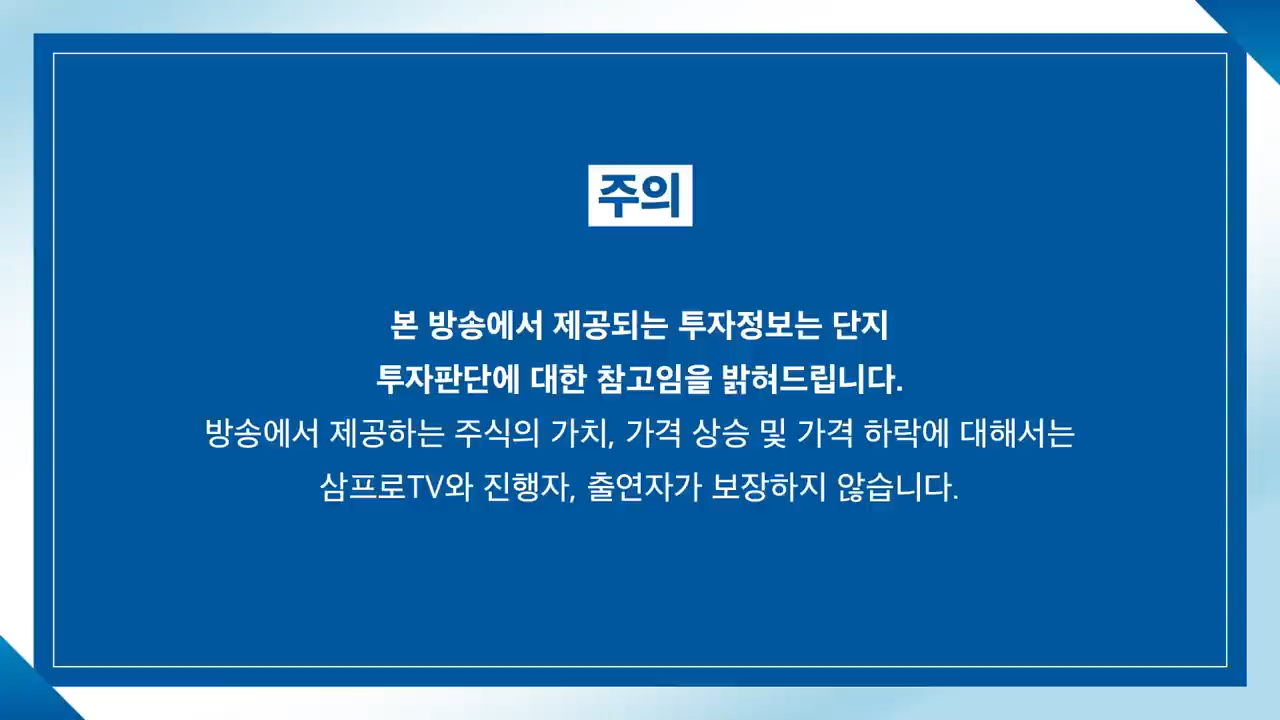 주의
본 방송에서 제공되는 투자정보는 단지
투자판단에 대한 참고임을 밝혀드립니다.
방송에서 제공하는 주식의 가치, 가격 상승 및 가격 하락에 대해서는
삼프로TV와 진행자, 출연자가 보장하지 않습니다.